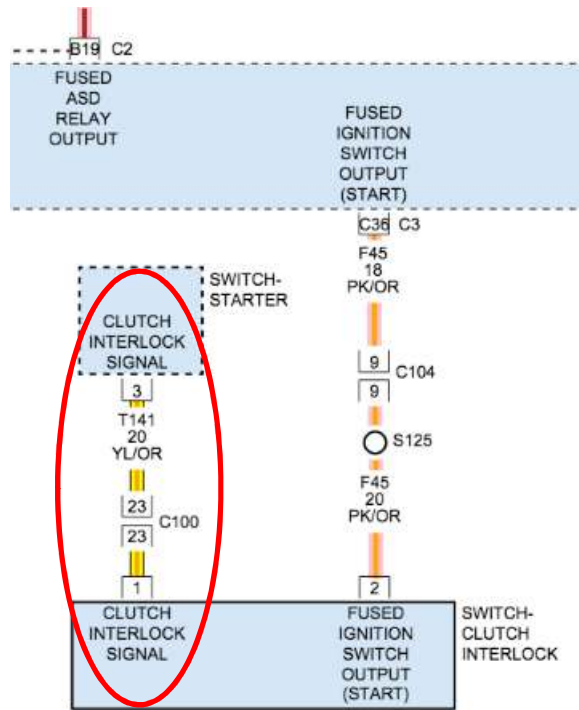 B19 C2
FUSED
ASD
RELAY
OUTPUT
FUSED
IGNITION
SWITCH
OUTPUT
(START)
C36 C3
F45
18
PK/OR
SWITCH-
STARTER
CLUTCH
INTERLOCK
SIGNAL
3
T141
20
YL/OR
23
23
C100
1
9
9
C104
S125
F45
20
PK/OR
2
CLUTCH
INTERLOCK
SIGNAL
FUSED
IGNITION
SWITCH
OUTPUT
(START)
SWITCH-
CLUTCH
INTERLOCK